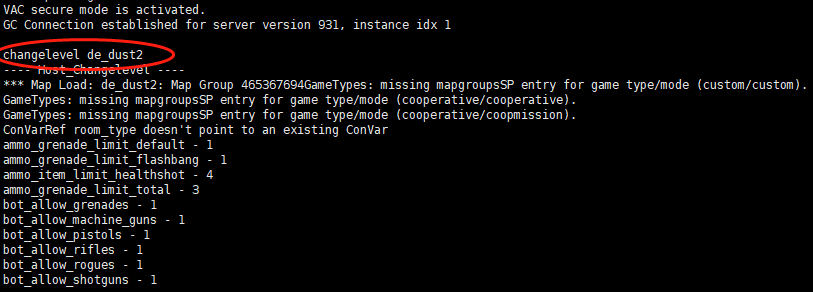 VAC secure mode is activated.
GC Connection established for server version 931, instance idx 1
changelevel de_dust2
---- Host_Changelevel ----
*** Map Load: de_dust2: Map Group 465367694GameTypes: missing mapgroupsSP entry for game type/mode (custom/custom).
GameTypes: missing mapgroupsSP entry for game type/mode (cooperative/cooperative).
GameTypes: missing mapgroupsSP entry for game type/mode (cooperative/coopmission).
ConVarRef room_type doesn't point to an existing ConVar
ammo_grenade_limit_default - 1
ammo_grenade_limit_flashbang - 1
ammo_item_limit_healthshot - 4
ammo_grenade_limit_total - 3
bot_allow_grenades - 1
bot_allow_machine_guns - 1
bot_allow_pistols - 1
bot_allow_rifles - 1
bot_allow_rogues - 1
bot_allow_shotguns - 1